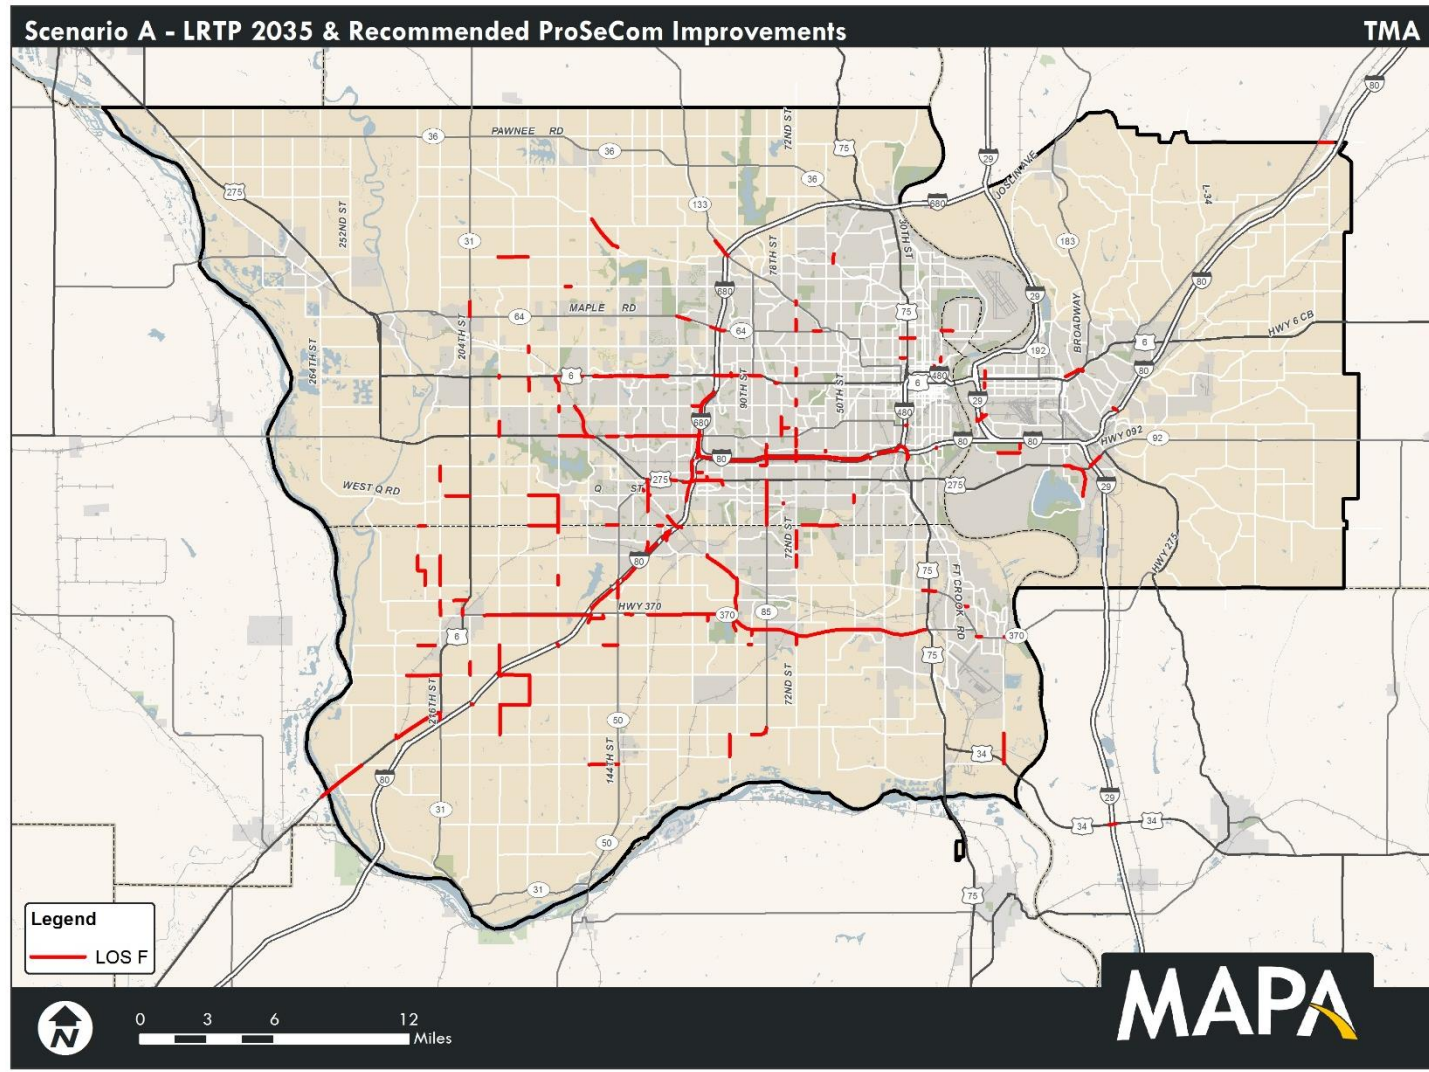 Scenario A - LRTP 2035 & Recommended ProSeCom Improvements
TMA
80
PAWNEE RD
36
72ND ST
75
29
JOSLIN AVE
275
36
36
L-34
252ND ST
31
133
680
30TH ST
183
78TH ST
680
29
80
64
MAPLE RD
64
75
BROADWAY
HWY 6 CB
204TH ST
192
6
264TH ST
6
90TH ST
50TH ST
480
6
80
29
680
480
HWY 092
92
80
80
80
WEST Q RD
Q ST
275
275
29
72ND ST
80
75
FT CROOK RD
HWY 275
HWY 370
370
85
6
370
75
216TH ST
72ND ST
50
144TH ST
34
80
31
29
34
34
50
31
75
Legend
LOS F
N
0 3 6 12
Miles
MAPA